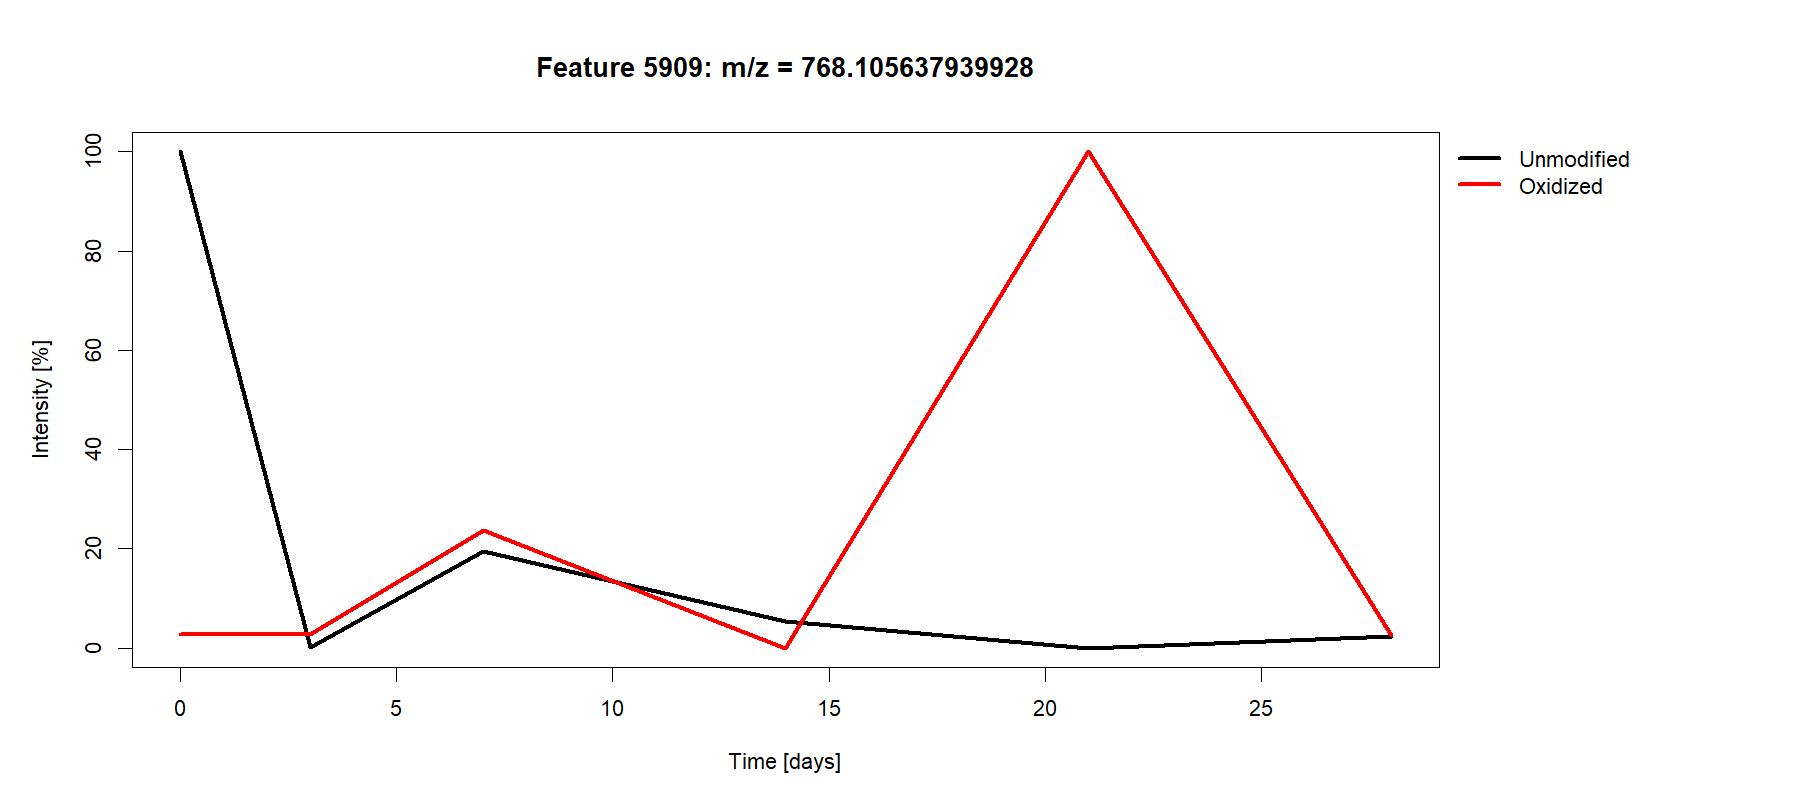 Feature 5909: m/z = 768.105637939928
Unmodified
Oxidized
Intensity [%]
100
80
60
40
20
0
0 5 10 15 20 25
Time [days]